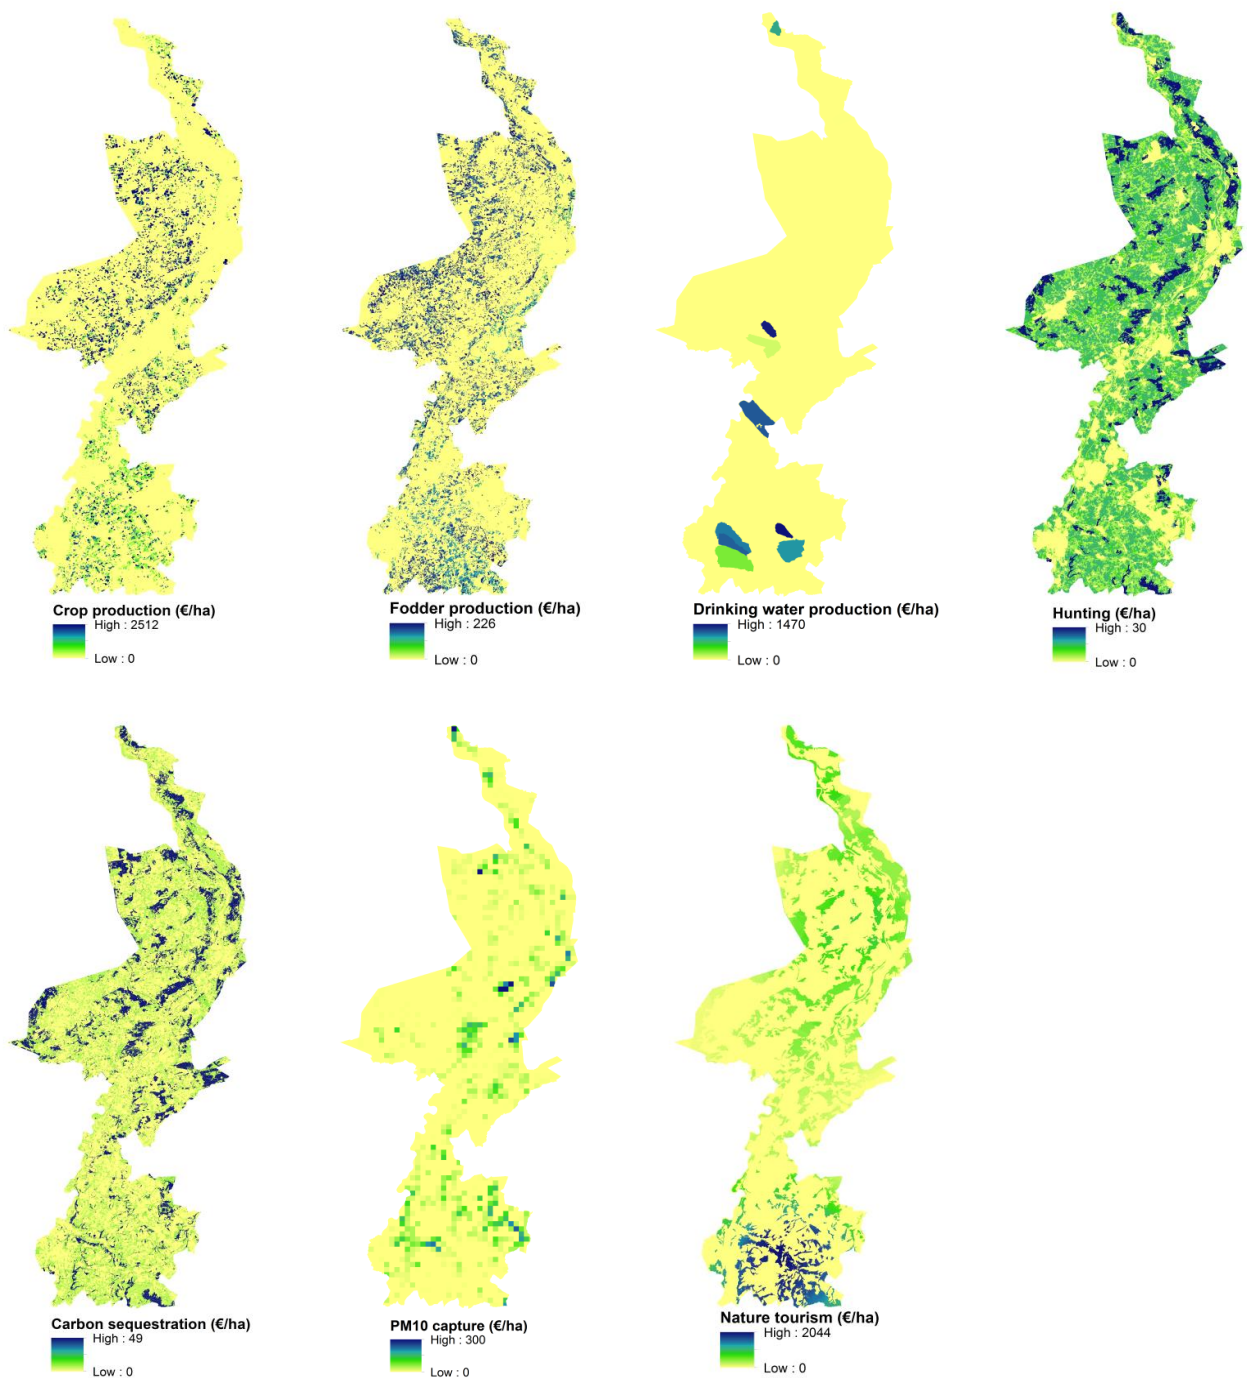 Crop production (€/ha)
High : 2512
Low : 0
Fodder production (€/ha)
High : 226
Low : 0
Drinking water production (€/ha)
High : 1470
Low : 0
Hunting (€/ha)
High : 30
Low : 0
Carbon sequestration (€/ha)
High : 49
Low : 0
PM10 capture (€/ha)
High : 300
Low : 0
Nature tourism (€/ha)
High : 2044
Low : 0